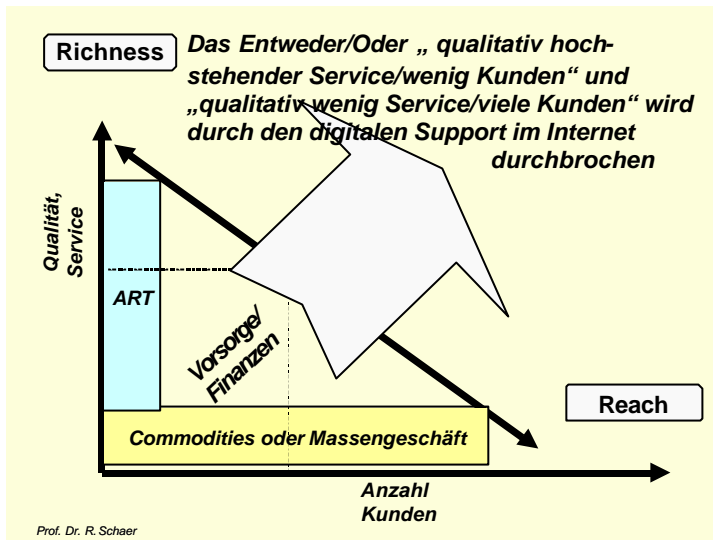 Richness
Das Entweder/Oder „ qualitativ hoch-
stehender Service/wenig Kunden“ und
„qualitativ wenig Service/viele Kunden“ wird
durch den digitalen Support im Internet
durchbrochen
Qualität,
Service
ART
Vorsorge/
Finanzen
Reach
Commodities oder Massengeschäft
Anzahl
Kunden
Prof. Dr. R. Schaer